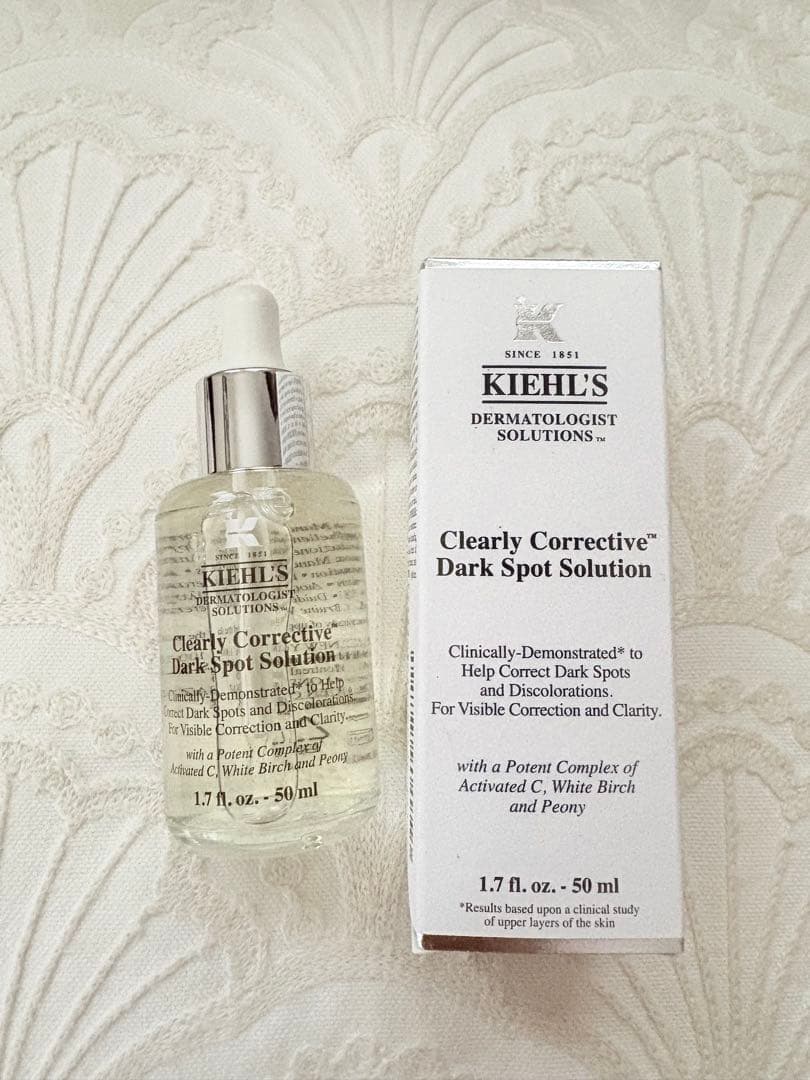 SINCE 1851
KIEHL'S
DERMATOLOGIST
SOLUTIONS™
Clearly Corrective
Dark Spot Solution
Clinically-Demonstrated* to Help
Correct Dark Spots and Discolorations.
For Visible Correction and Clarity.
with a Potent Complex of
Activated C, White Birch and Peony
1.7 fl. oz. - 50 ml
K
SINCE 1851
KIEHL'S
DERMATOLOGIST
SOLUTIONS™
Clearly Corrective™
Dark Spot Solution
Clinically-Demonstrated* to
Help Correct Dark Spots
and Discolorations.
For Visible Correction and Clarity.
with a Potent Complex of
Activated C, White Birch
and Peony
1.7 fl. oz. - 50 ml
*Results based upon a clinical study
of upper layers of the skin